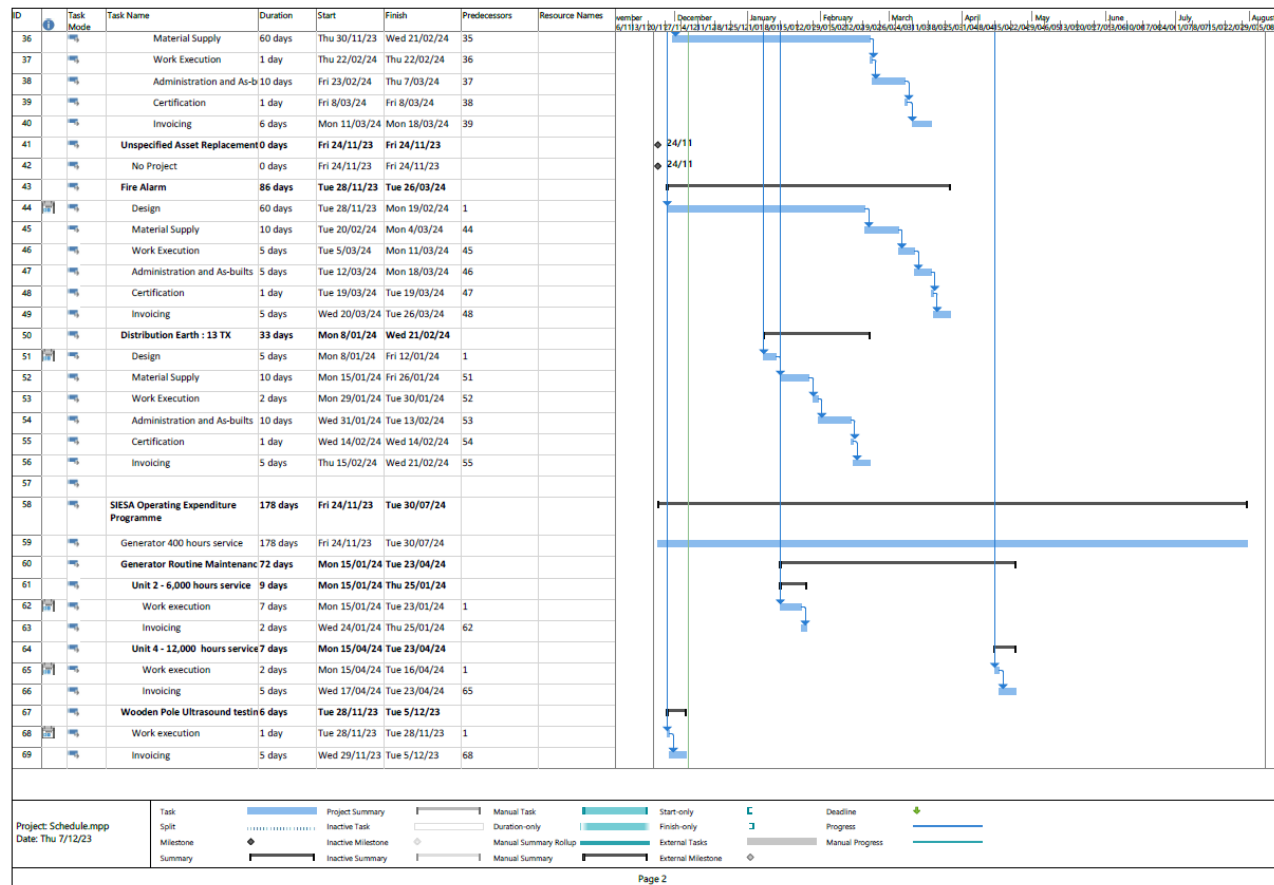 ID Task Mode Task Name Duration Start Finish Predecessors Resource Names vember December January February March April May June July August
36 Material Supply 60 days Thu 30/11/23 Wed 21/02/24 35
37 Work Execution 1 day Thu 22/02/24 Thu 22/02/24 36
38 Administration and As-b 10 days Fri 23/02/24 Thu 7/03/24 37
39 Certification 1 day Fri 8/03/24 Fri 8/03/24 38
40 Invoicing 6 days Mon 11/03/24 Mon 18/03/24 39
41 Unspecified Asset Replacement 0 days Fri 24/11/23 Fri 24/11/23 24/11
42 No Project 0 days Fri 24/11/23 Fri 24/11/23 24/11
43 Fire Alarm 86 days Tue 28/11/23 Tue 26/03/24
44 Design 60 days Tue 28/11/23 Mon 19/02/24 1
45 Material Supply 10 days Tue 20/02/24 Mon 4/03/24 44
46 Work Execution 5 days Tue 5/03/24 Mon 11/03/24 45
47 Administration and As-builts 5 days Tue 12/03/24 Mon 18/03/24 46
48 Certification 1 day Tue 19/03/24 Tue 19/03/24 47
49 Invoicing 5 days Wed 20/03/24 Tue 26/03/24 48
50 Distribution Earth : 13 TX 33 days Mon 8/01/24 Wed 21/02/24
51 Design 5 days Mon 8/01/24 Fri 12/01/24 1
52 Material Supply 10 days Mon 15/01/24 Fri 26/01/24 51
53 Work Execution 2 days Mon 29/01/24 Tue 30/01/24 52
54 Administration and As-builts 10 days Wed 31/01/24 Tue 13/02/24 53
55 Certification 1 day Wed 14/02/24 Wed 14/02/24 54
56 Invoicing 5 days Thu 15/02/24 Wed 21/02/24 55
57
58 SIESA Operating Expenditure Programme 178 days Fri 24/11/23 Tue 30/07/24
59 Generator 400 hours service 178 days Fri 24/11/23 Tue 30/07/24
60 Generator Routine Maintenanc 72 days Mon 15/01/24 Tue 23/04/24
61 Unit 2 - 6,000 hours service 9 days Mon 15/01/24 Thu 25/01/24
62 Work execution 7 days Mon 15/01/24 Tue 23/01/24 1
63 Invoicing 2 days Wed 24/01/24 Thu 25/01/24 62
64 Unit 4 - 12,000 hours service 7 days Mon 15/04/24 Tue 23/04/24
65 Work execution 2 days Mon 15/04/24 Tue 16/04/24 1
66 Invoicing 5 days Wed 17/04/24 Tue 23/04/24 65
67 Wooden Pole Ultrasound testin 6 days Tue 28/11/23 Tue 5/12/23
68 Work execution 1 day Tue 28/11/23 Tue 28/11/23 1
69 Invoicing 5 days Wed 29/11/23 Tue 5/12/23 68
Project: Schedule.mpp
Date: Thu 7/12/23
Task Project Summary Manual Task Start-only Deadline
Split Inactive Task Duration-only Finish-only Progress
Milestone Inactive Milestone Manual Summary Rollup External Tasks Manual Progress
Summary Inactive Summary Manual Summary External Milestone
Page 2